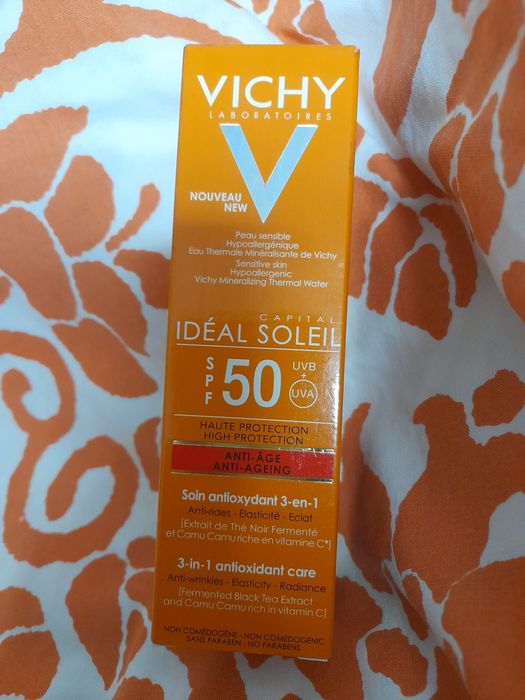 VICHY
LABORATOIRES
V
NOUVEAU
NEW
Peau sensible
Hypoallergénique
Eau Thermale Minéralisante de Vichy
Sensitive skin
Hypoallergenic
Vichy Mineralizing Thermal Water
CAPITAL
IDÉAL SOLEIL
SPF 50 UVB + UVA
HAUTE PROTECTION
HIGH PROTECTION
ANTI-ÂGE
ANTI-AGEING
Soin antioxydant 3-en-1
Anti-rides - Elasticité - Eclat
[Extrait de Thé Noir Fermenté
et Camu Camu riche en vitamine C*]
3-in-1 antioxidant care
Anti-wrinkles - Elasticity - Radiance
[Fermented Black Tea Extract
and Camu Camu rich in vitamin C]
NON COMÉDOGÈNE - NON COMEDOGENIC
SANS PARABEN - NO PARABENS